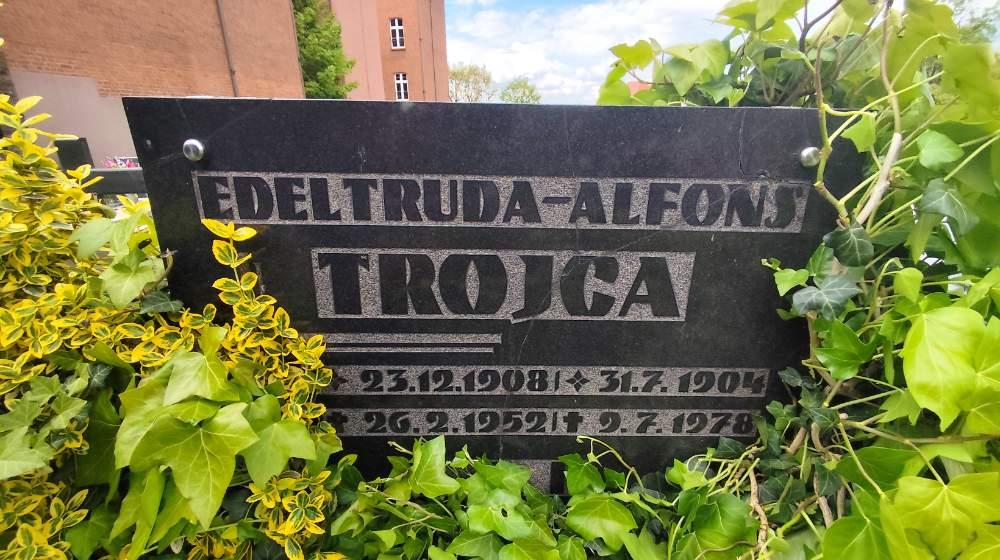 EDELTRUDA-ALFONS
TROJCA
✧ 23.12.1908 | ✧ 31.7.1904
✝ 26.2.1952 | ✝ 9.7.1978